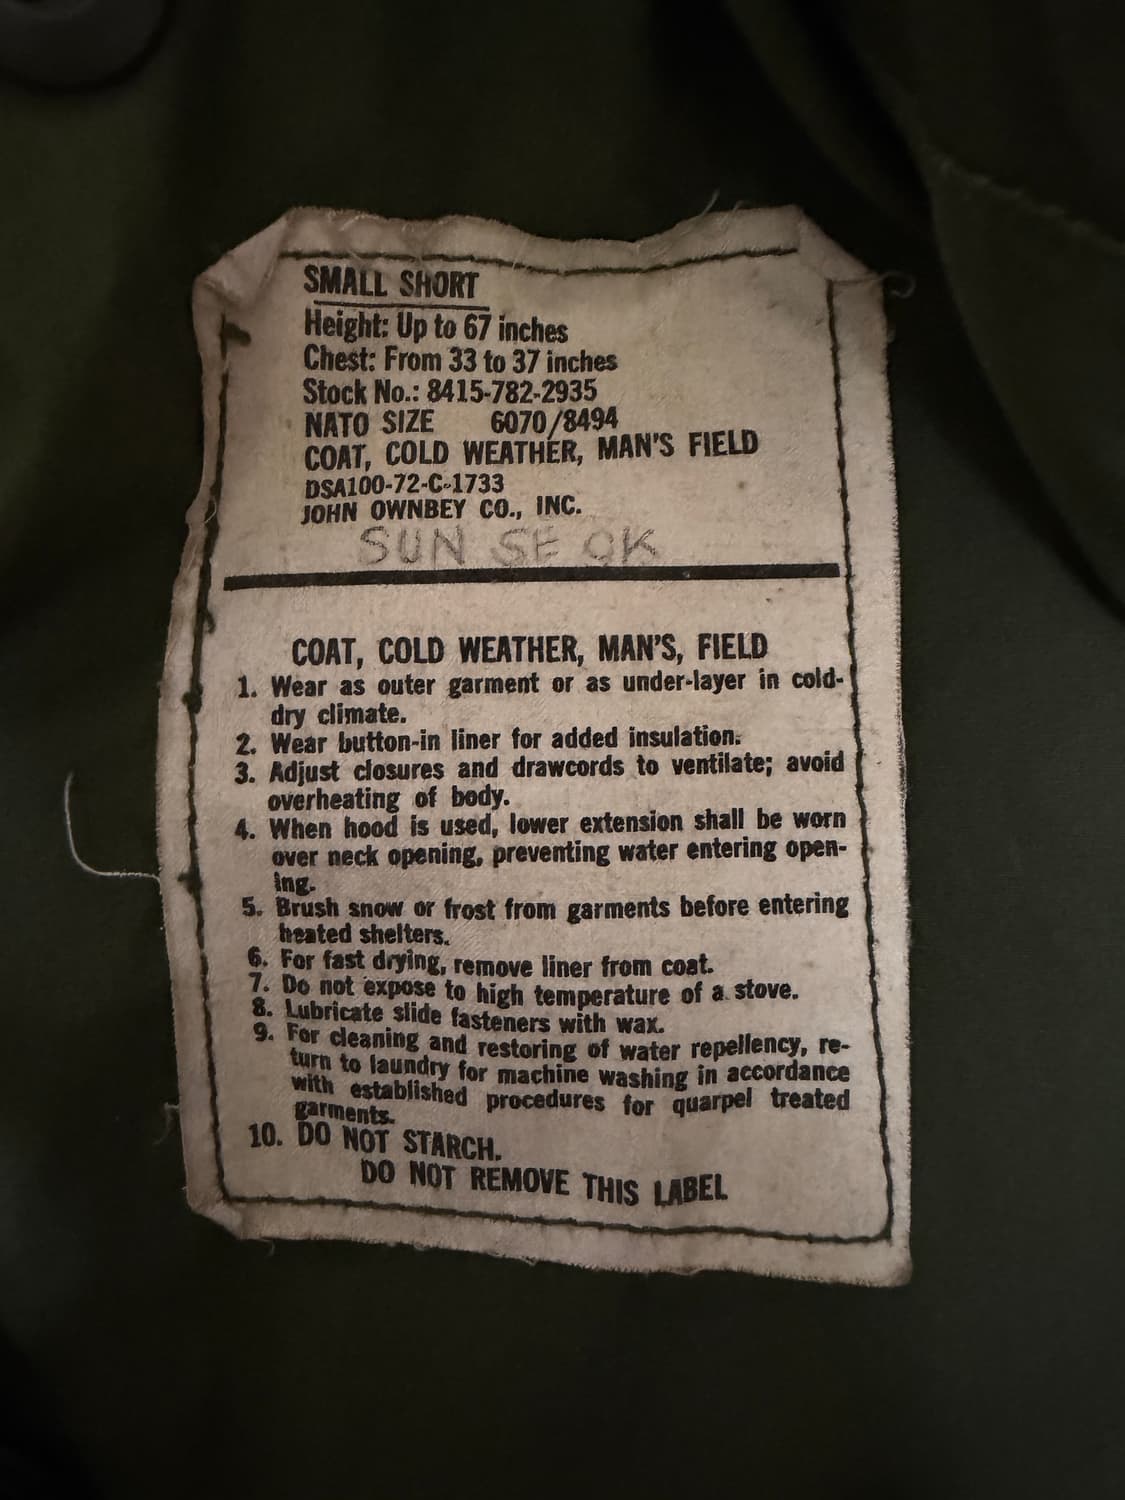 SMALL SHORT
Height: Up to 67 inches
Chest: From 33 to 37 inches
Stock No.: 8415-782-2935
NATO SIZE 6070/8494
COAT, COLD WEATHER, MAN'S FIELD
DSA100-72-C-1733
JOHN OWNBEY CO., INC.
SUN SE OK
COAT, COLD WEATHER, MAN'S, FIELD
1. Wear as outer garment or as under-layer in cold-
dry climate.
2. Wear button-in liner for added insulation.
3. Adjust closures and drawcords to ventilate; avoid
overheating of body.
4. When hood is used, lower extension shall be worn
over neck opening, preventing water entering open-
ing.
5. Brush snow or frost from garments before entering
heated shelters.
6. For fast drying, remove liner from coat.
7. Do not expose to high temperature of a stove.
8. Lubricate slide fasteners with wax.
9. For cleaning and restoring of water repellency, re-
turn to laundry for machine washing in accordance
with established procedures for quarpel treated
garments.
10. DO NOT STARCH.
DO NOT REMOVE THIS LABEL